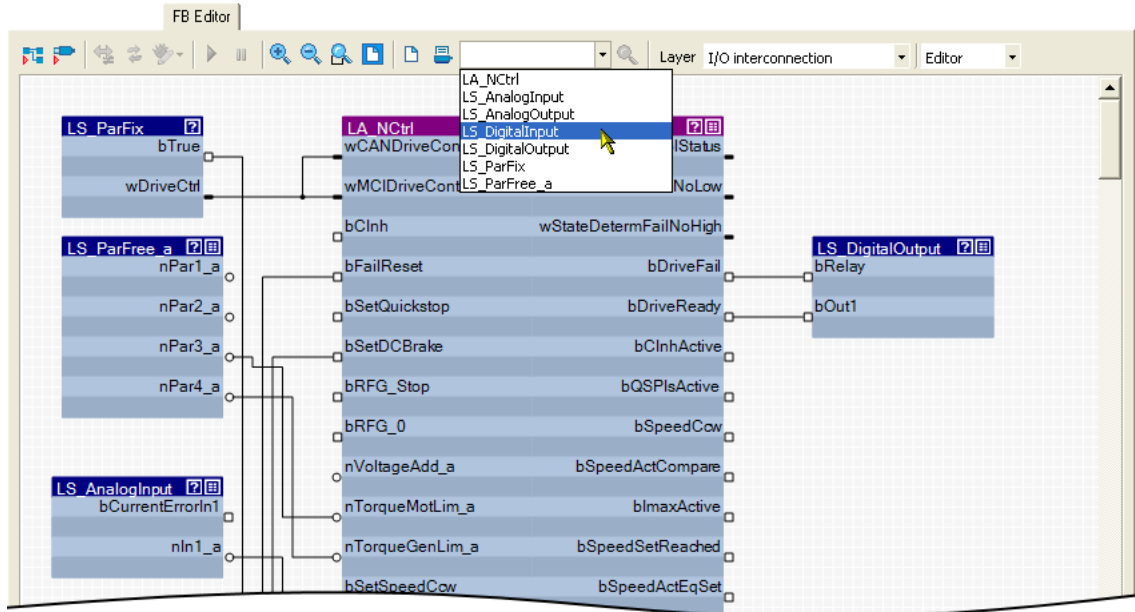 FB Editor
Layer I/O interconnection Editor
LA_NCtrl
LS_AnalogInput
LS_AnalogOutput
LS_DigitalInput
LS_DigitalOutput
LS_ParFix
LS_ParFree_a
LS_ParFix
bTrue
wDriveCtrl
LS_ParFree_a
nPar1_a
nPar2_a
nPar3_a
nPar4_a
LS_AnalogInput
bCurrentErrorIn1
nIn1_a
LA_NCtrl
wCANDriveCon lStatus
wMCIDriveCont NoLow
bCInh wStateDetermFailNoHigh
bFailReset bDriveFail
bSetQuickstop bDriveReady
bSetDCBrake bCInhActive
bRFG_Stop bQSPIsActive
bRFG_0 bSpeedCcw
nVoltageAdd_a bSpeedActCompare
nTorqueMotLim_a bImaxActive
nTorqueGenLim_a bSpeedSetReached
bSetSpeedCcw bSpeedActEqSet
LS_DigitalOutput
bRelay
bOut1